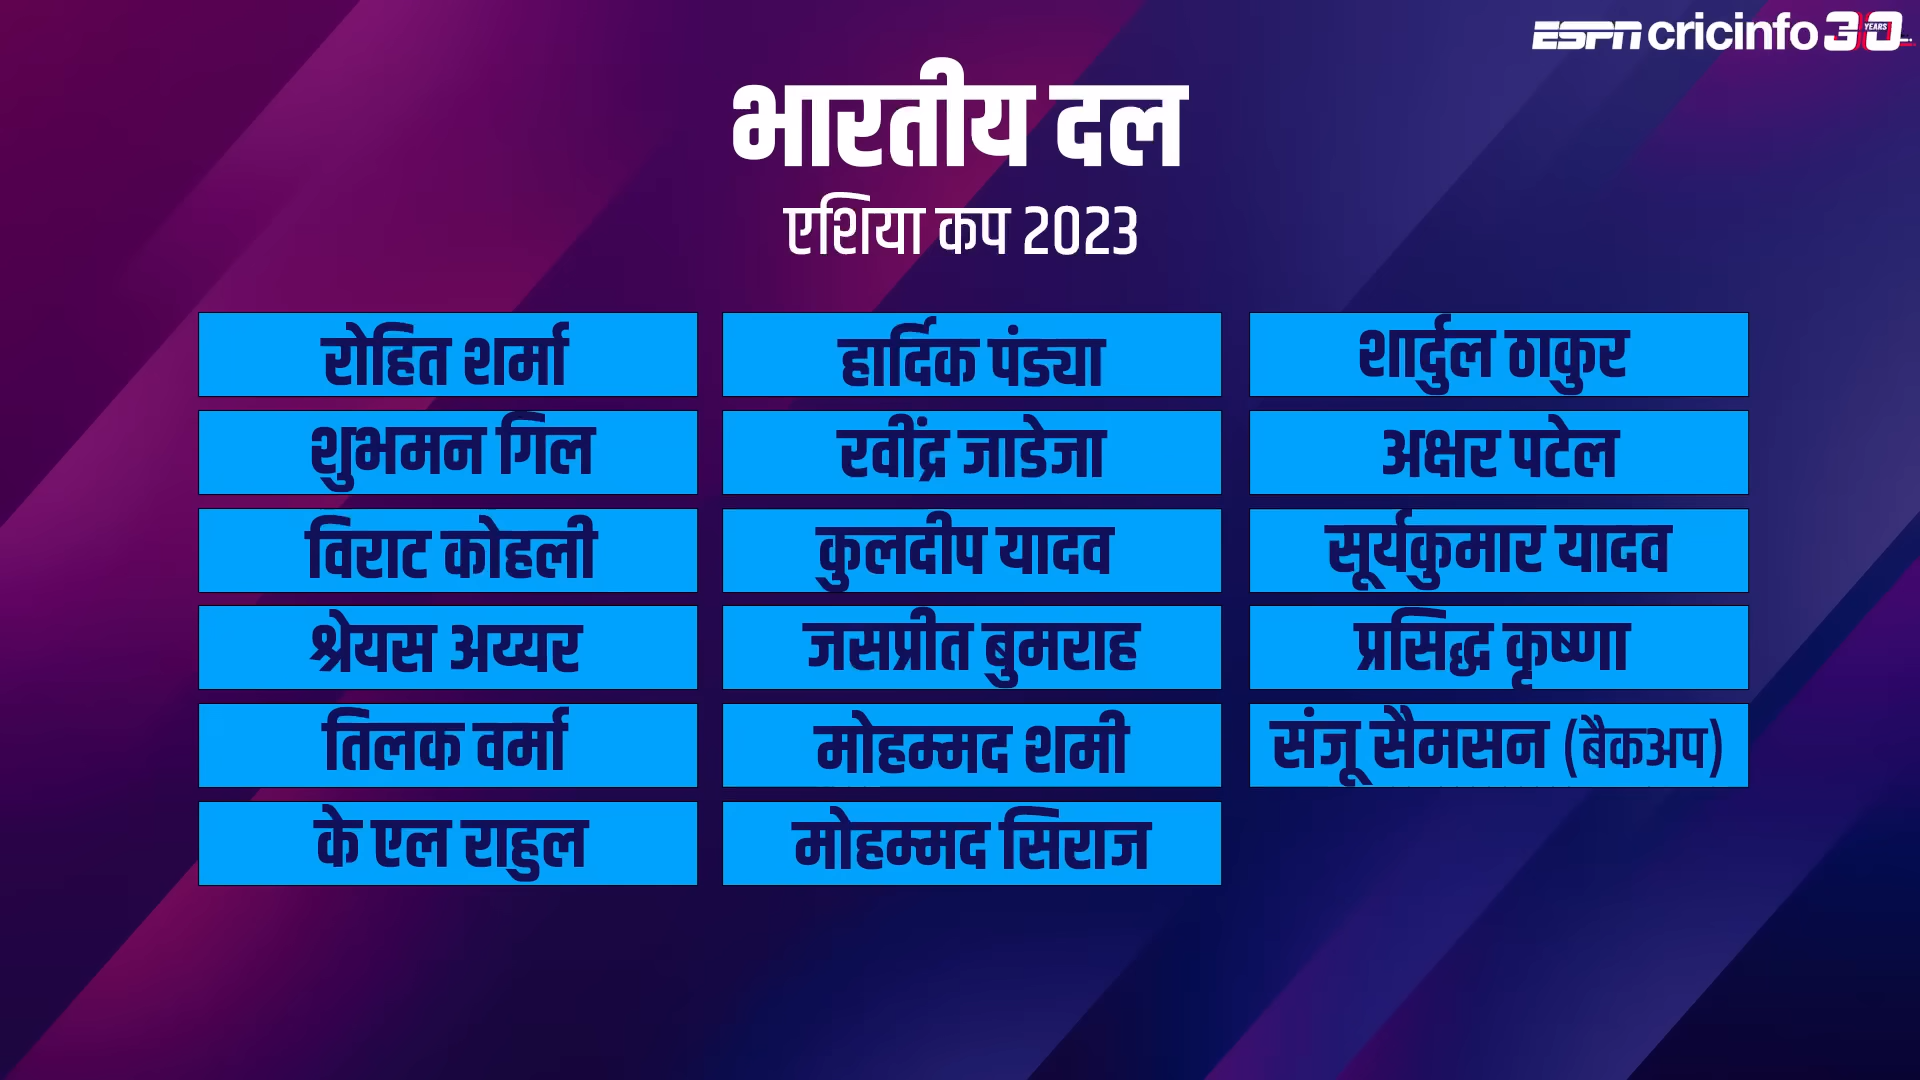 ESPN cricinfo 30 YEARS
भारतीय दल
एशिया कप 2023
रोहित शर्मा
शुभमन गिल
विराट कोहली
श्रेयस अय्यर
तिलक वर्मा
के एल राहुल
हार्दिक पंड्या
रवींद्र जाडेजा
कुलदीप यादव
जसप्रीत बुमराह
मोहम्मद शमी
मोहम्मद सिराज
शार्दुल ठाकुर
अक्षर पटेल
सूर्यकुमार यादव
प्रसिद्ध कृष्णा
संजू सैमसन (बैकअप)